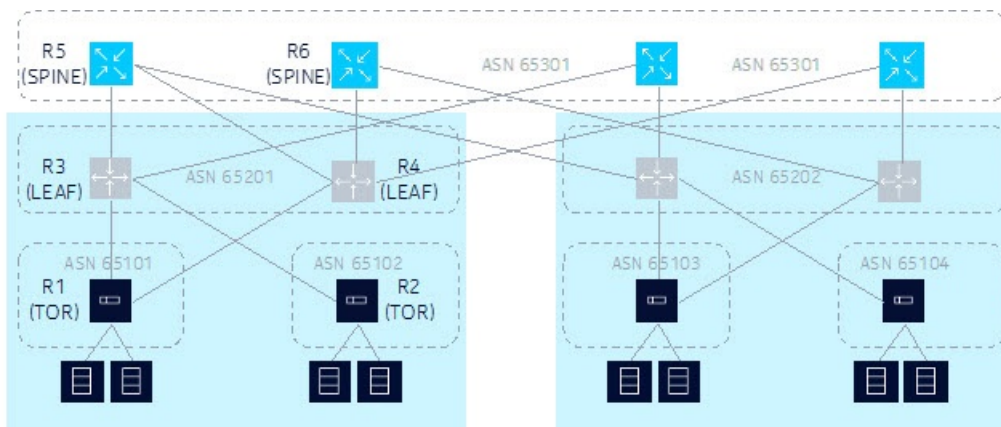 R5
(SPINE)
R6
(SPINE)
ASN 65301
ASN 65301
R3
(LEAF)
ASN 65201
R4
(LEAF)
ASN 65202
ASN 65101
R1
(TOR)
ASN 65102
R2
(TOR)
ASN 65103
ASN 65104